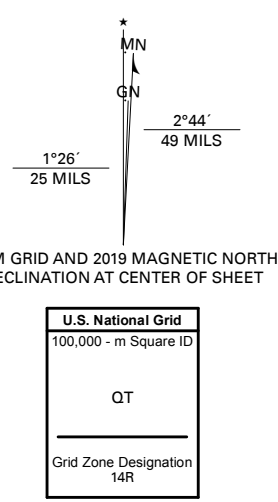 ★
MN
GN
2°44´
49 MILS
1°26´
25 MILS
M GRID AND 2019 MAGNETIC NORTH
ECLINATION AT CENTER OF SHEET
U.S. National Grid
100,000 - m Square ID
QT
Grid Zone Designation
14R